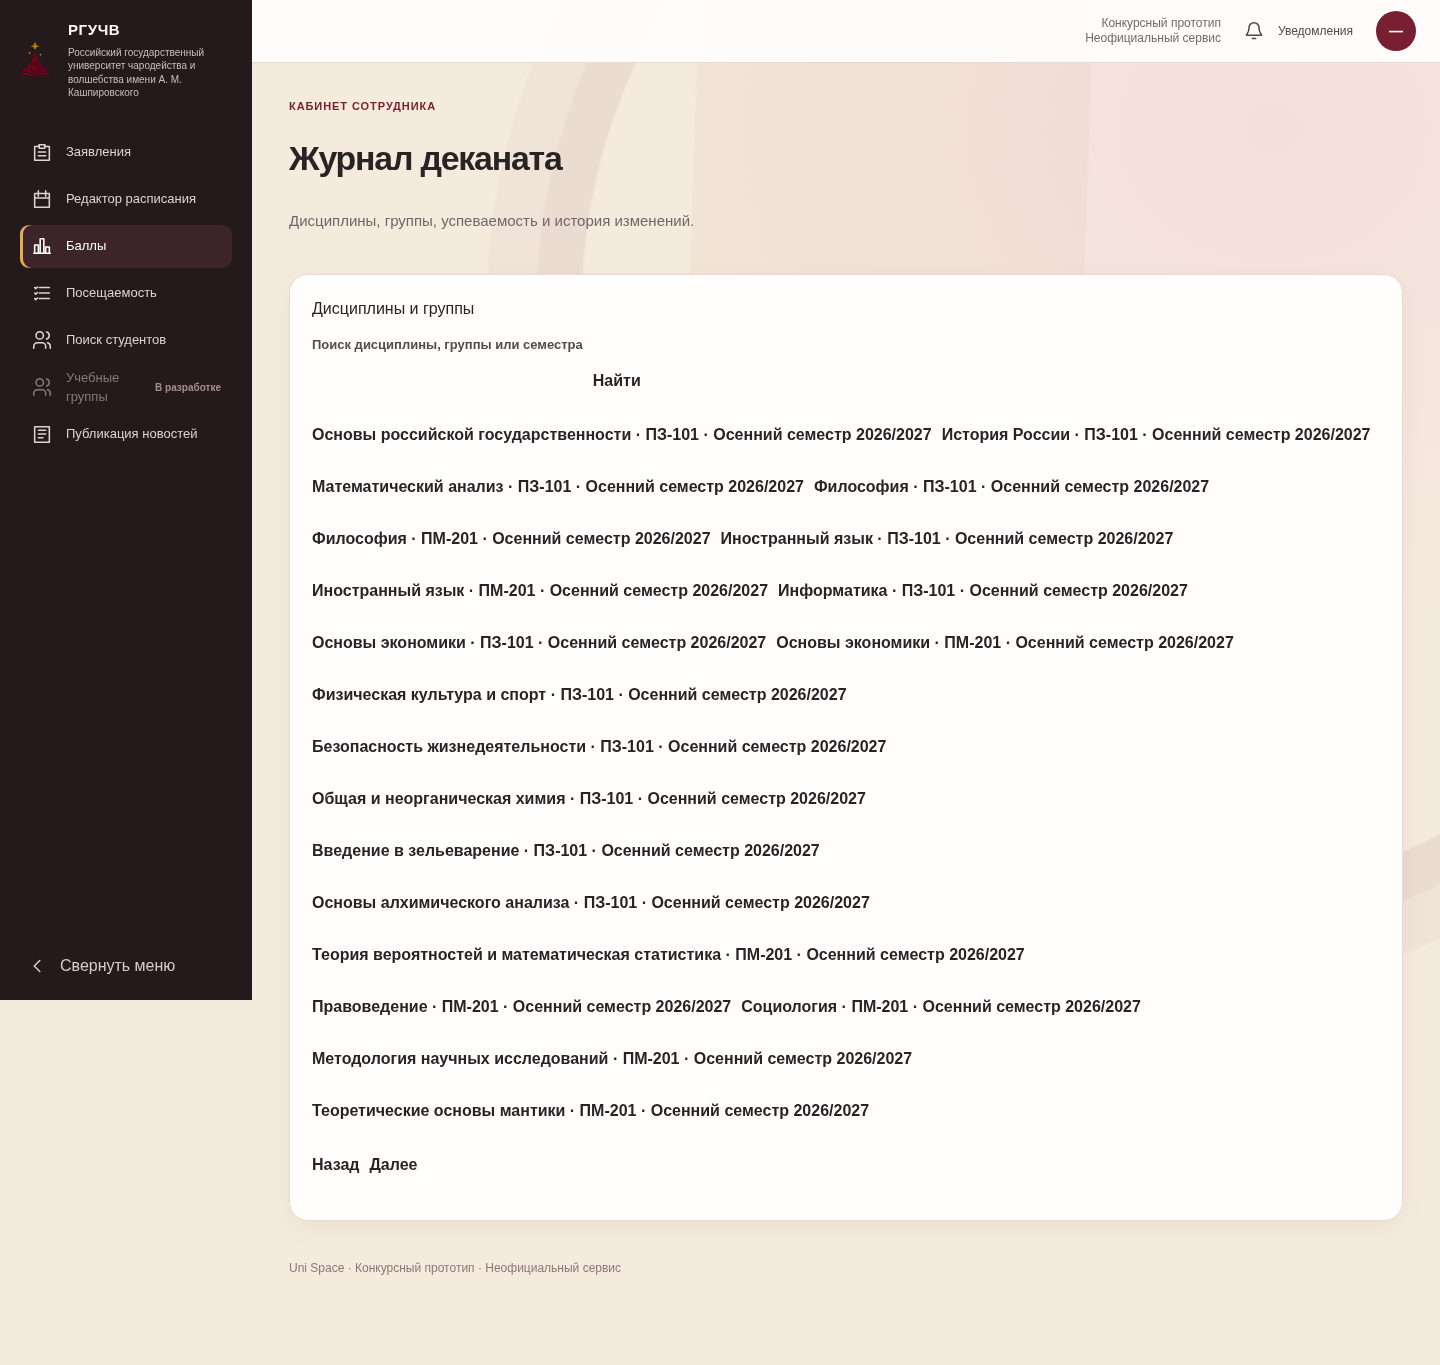 РГУЧВ
Российский государственный
университет чародейства и
волшебства имени А. М.
Кашпировского
Заявления
Редактор расписания
Баллы
Посещаемость
Поиск студентов
Учебные
группы
В разработке
Публикация новостей
Свернуть меню
Конкурсный прототип
Неофициальный сервис
Уведомления
—
КАБИНЕТ СОТРУДНИКА
Журнал деканата
Дисциплины, группы, успеваемость и история изменений.
Дисциплины и группы
Поиск дисциплины, группы или семестра
Найти
Основы российской государственности · ПЗ-101 · Осенний семестр 2026/2027 История России · ПЗ-101 · Осенний семестр 2026/2027
Математический анализ · ПЗ-101 · Осенний семестр 2026/2027 Философия · ПЗ-101 · Осенний семестр 2026/2027
Философия · ПМ-201 · Осенний семестр 2026/2027 Иностранный язык · ПЗ-101 · Осенний семестр 2026/2027
Иностранный язык · ПМ-201 · Осенний семестр 2026/2027 Информатика · ПЗ-101 · Осенний семестр 2026/2027
Основы экономики · ПЗ-101 · Осенний семестр 2026/2027 Основы экономики · ПМ-201 · Осенний семестр 2026/2027
Физическая культура и спорт · ПЗ-101 · Осенний семестр 2026/2027
Безопасность жизнедеятельности · ПЗ-101 · Осенний семестр 2026/2027
Общая и неорганическая химия · ПЗ-101 · Осенний семестр 2026/2027
Введение в зельеварение · ПЗ-101 · Осенний семестр 2026/2027
Основы алхимического анализа · ПЗ-101 · Осенний семестр 2026/2027
Теория вероятностей и математическая статистика · ПМ-201 · Осенний семестр 2026/2027
Правоведение · ПМ-201 · Осенний семестр 2026/2027 Социология · ПМ-201 · Осенний семестр 2026/2027
Методология научных исследований · ПМ-201 · Осенний семестр 2026/2027
Теоретические основы мантики · ПМ-201 · Осенний семестр 2026/2027
Назад Далее
Uni Space · Конкурсный прототип · Неофициальный сервис